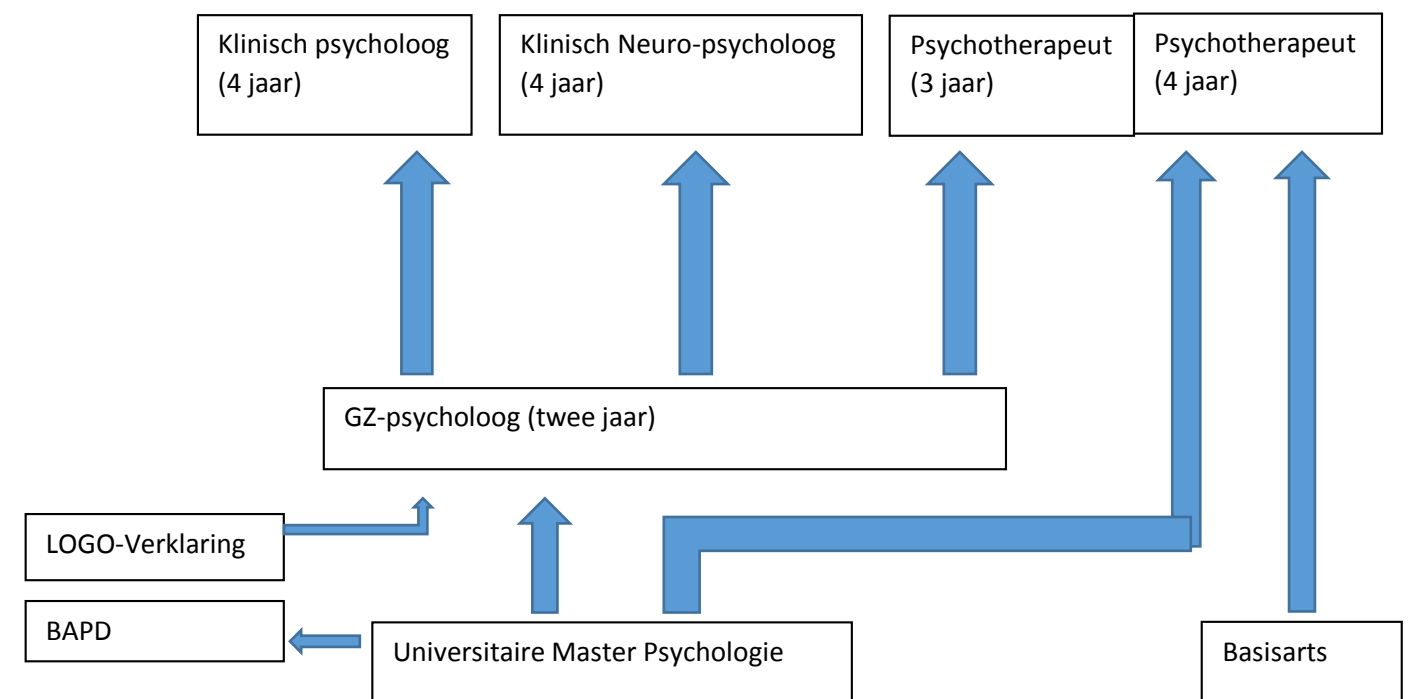 Klinisch psycholoog
(4 jaar)
Klinisch Neuro-psycholoog
(4 jaar)
Psychotherapeut
(3 jaar)
Psychotherapeut
(4 jaar)
GZ-psycholoog (twee jaar)
LOGO-Verklaring
BAPD
Universitaire Master Psychologie
Basisarts